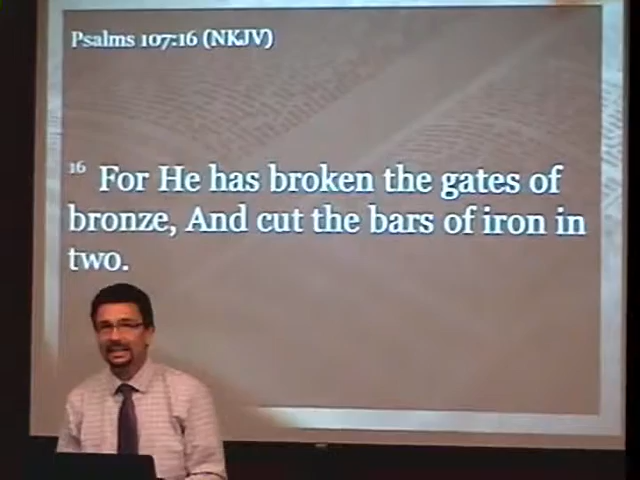 Psalms 107:16 (NKJV)
16 For He has broken the gates of
bronze, And cut the bars of iron in
two.